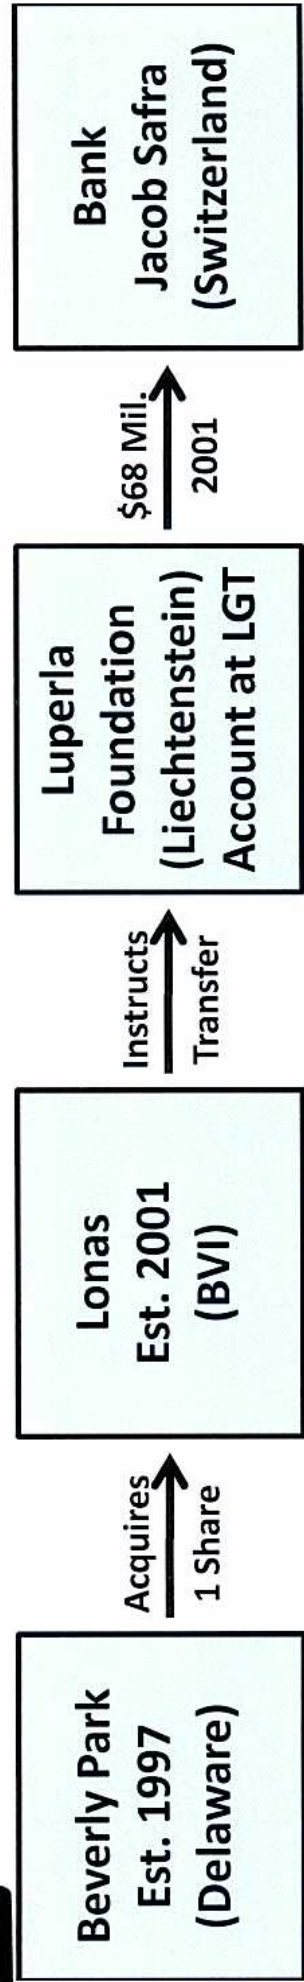 Beverly Park
Est. 1997
(Delaware)
Acquires
1 Share
Lonas
Est. 2001
(BVI)
Instructs
Transfer
Luperla
Foundation
(Liechtenstein)
Account at LGT
$68 Mil.
2001
Bank
Jacob Safra
(Switzerland)